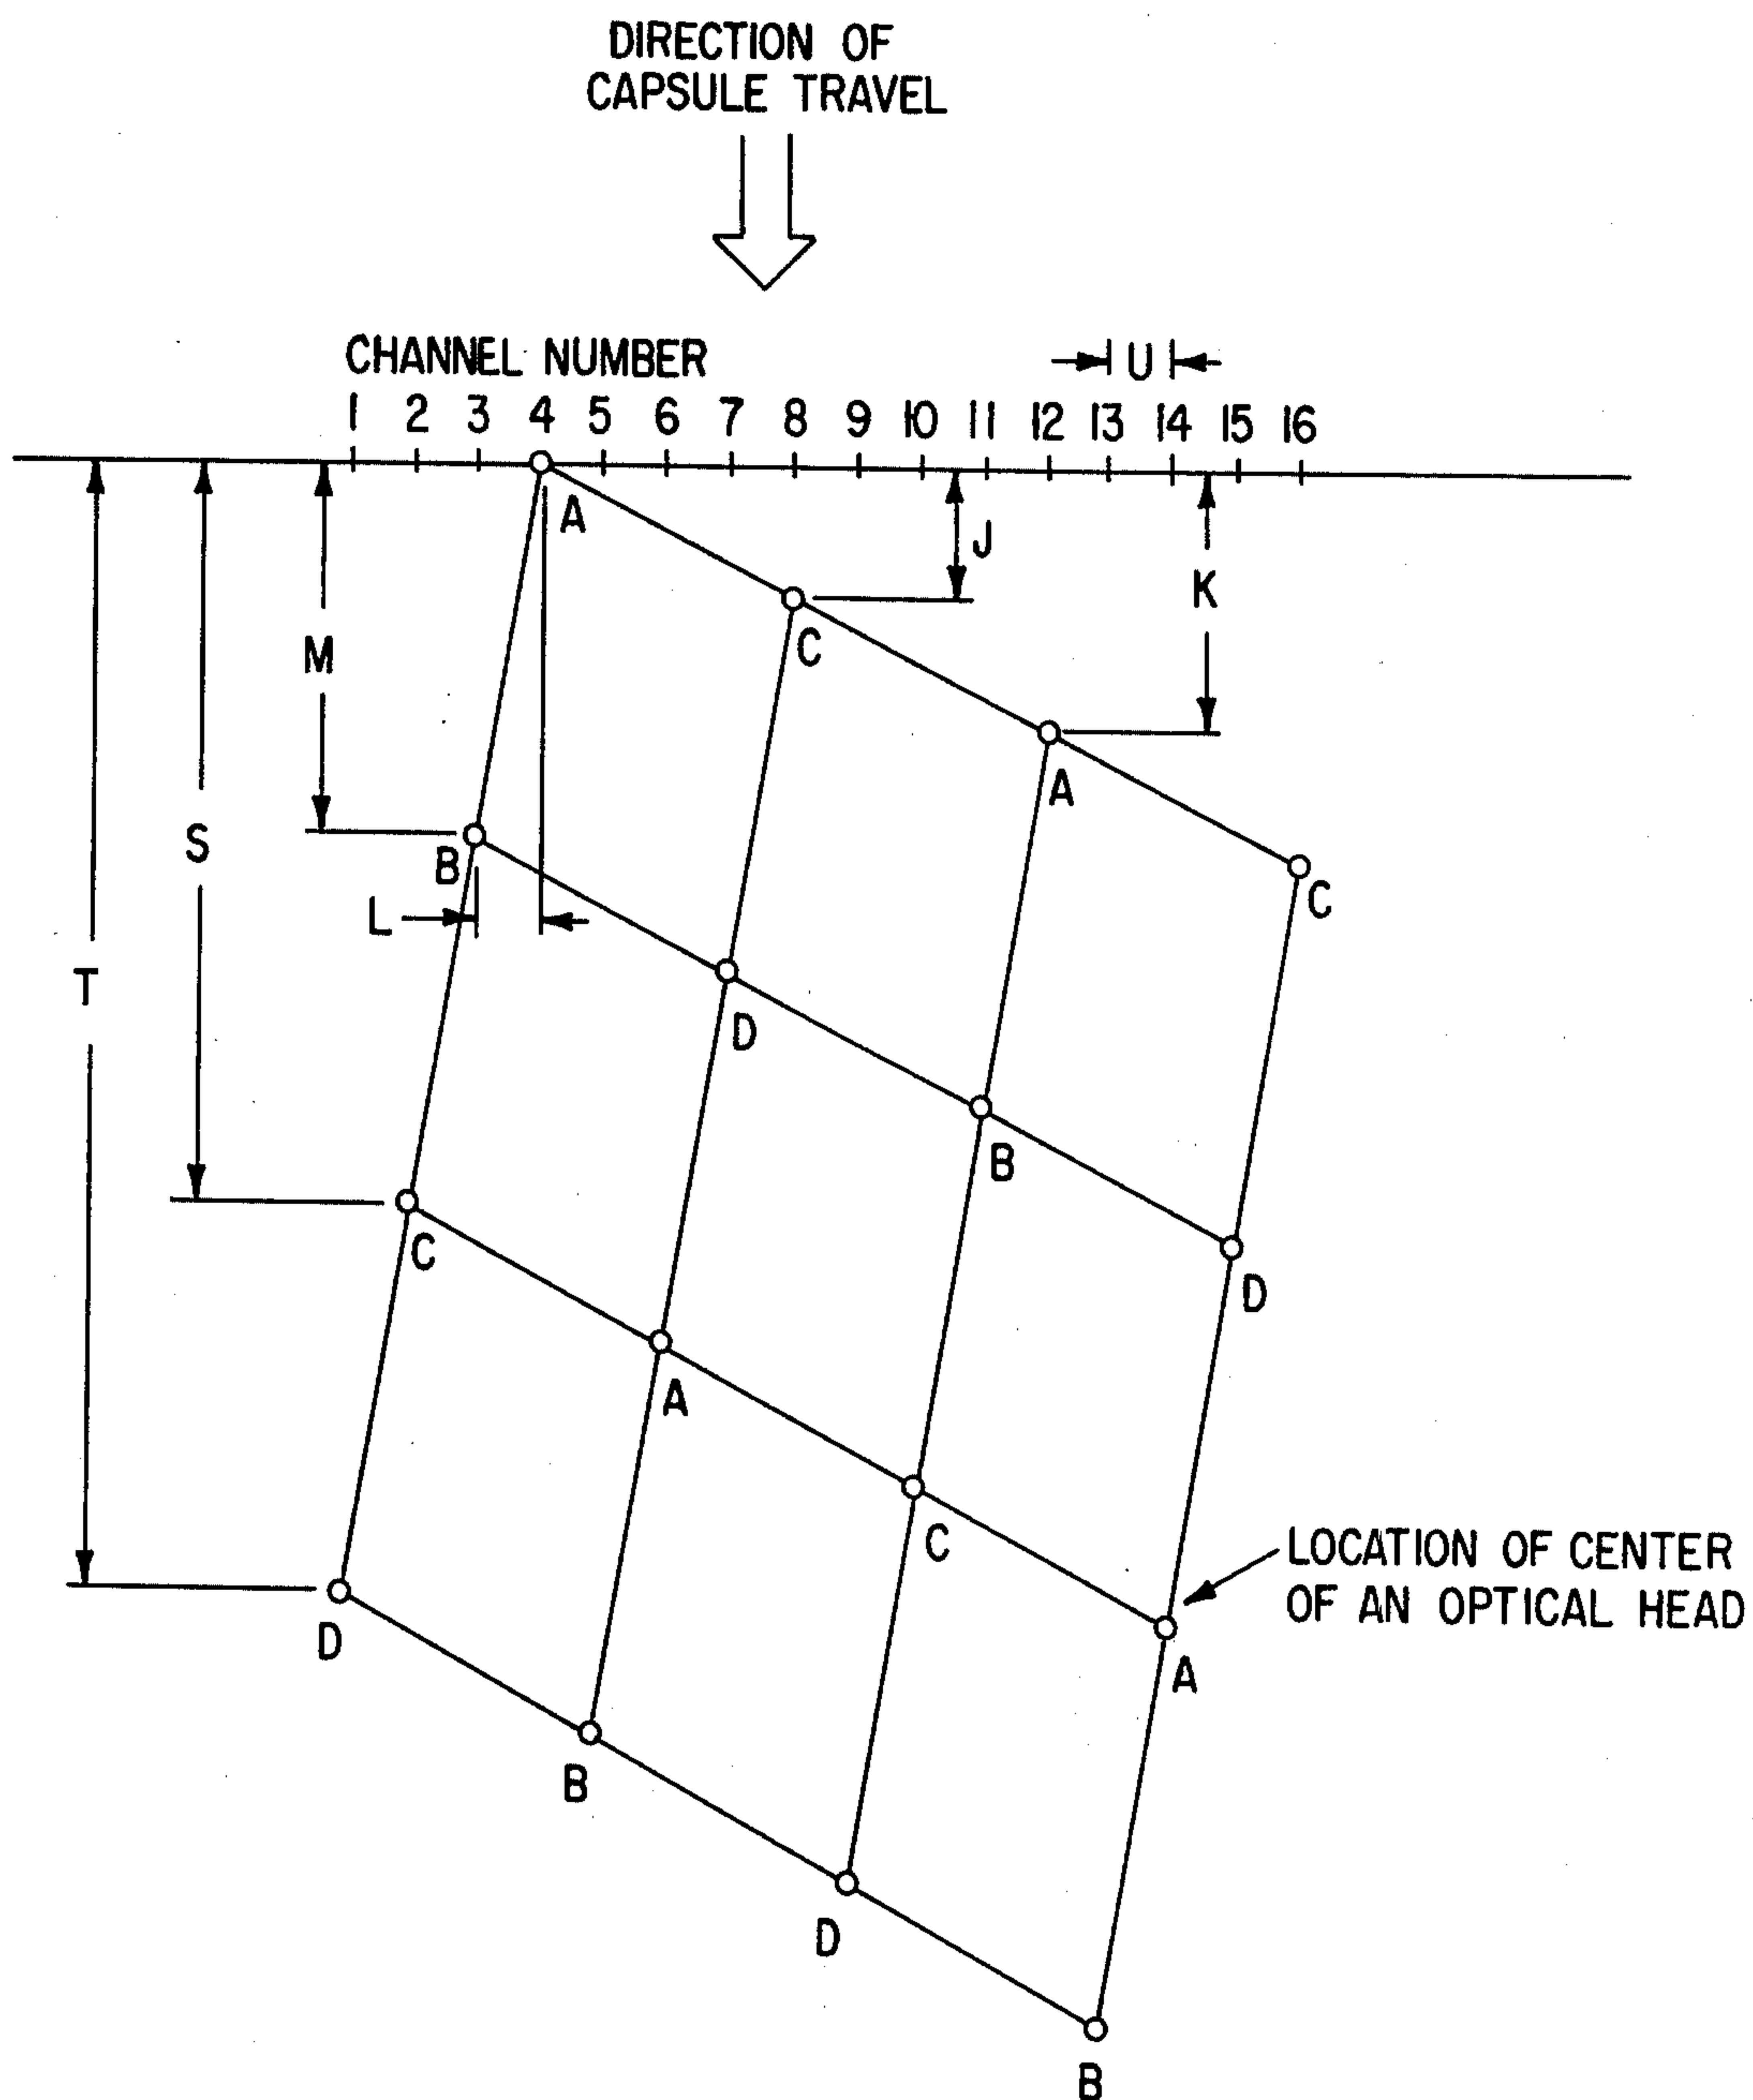 DIRECTION OF
CAPSULE TRAVEL
CHANNEL NUMBER
U
1 2 3 4 5 6 7 8 9 10 11 12 13 14 15 16
A
J
K
C
M
A
S
B
C
L
T
D
B
C
D
A
C
LOCATION OF CENTER
OF AN OPTICAL HEAD
D
A
B
D
B